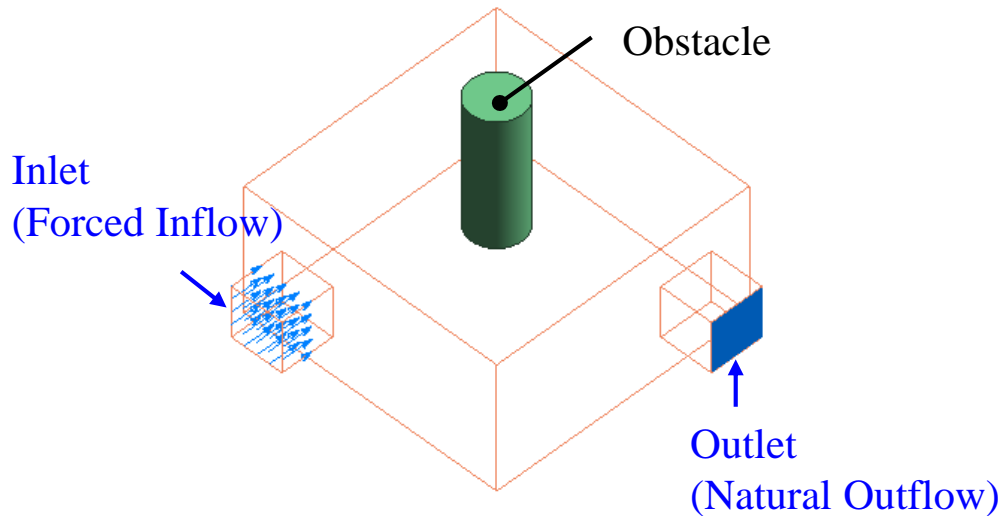 Obstacle
Inlet
(Forced Inflow)
Outlet
(Natural Outflow)